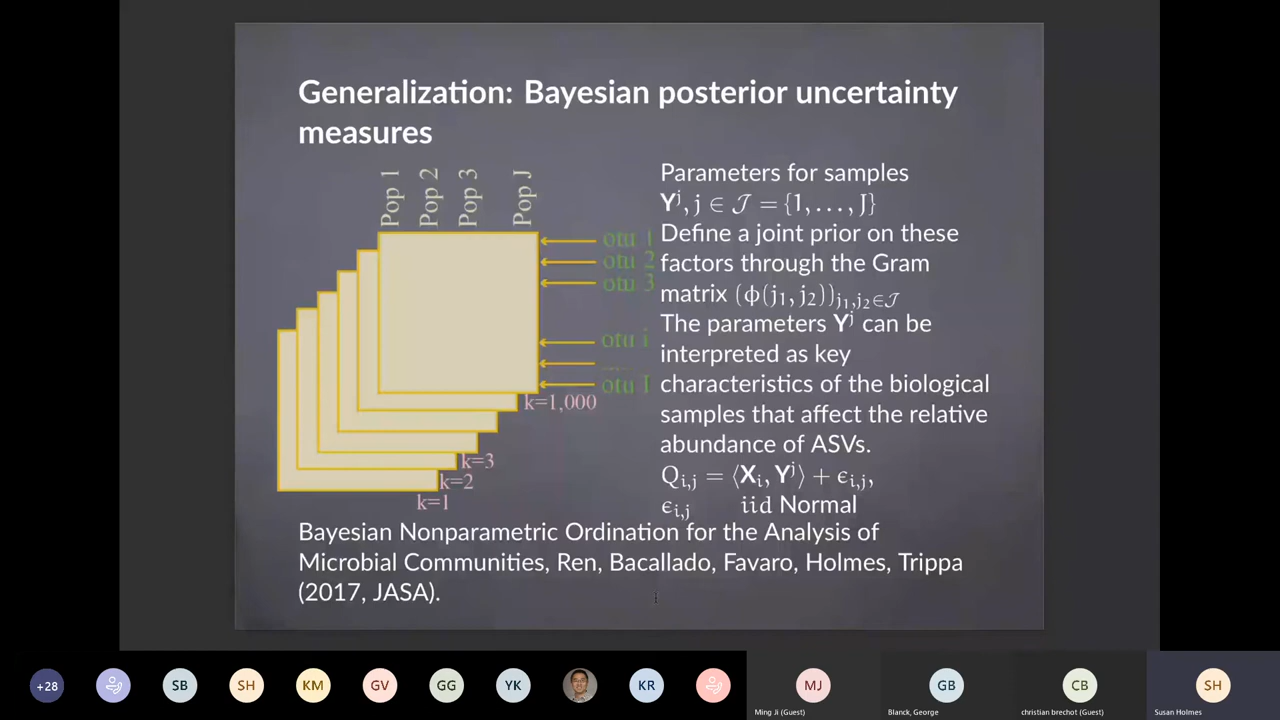 Generalization: Bayesian posterior uncertainty
measures
Pop 1
Pop 2
Pop 3
Pop J
otu 1
otu 2
otu 3
otu i
...
otu I
k=1,000
k=3
k=2
k=1
Parameters for samples
Y^j, j ∈ 𝒥 = {1, . . . , J}
Define a joint prior on these
factors through the Gram
matrix (ϕ(j₁, j₂))_{j₁,j₂∈𝒥}
The parameters Y^j can be
interpreted as key
characteristics of the biological
samples that affect the relative
abundance of ASVs.
Q_{i,j} = ⟨X_i, Y^j⟩ + ϵ_{i,j},
ϵ_{i,j} iid Normal
Bayesian Nonparametric Ordination for the Analysis of
Microbial Communities, Ren, Bacallado, Favaro, Holmes, Trippa
(2017, JASA).
+28
SB
SH
KM
GV
GG
YK
KR
MJ
Ming Ji (Guest)
GB
Blanck, George
CB
christian brechot (Guest)
SH
Susan Holmes